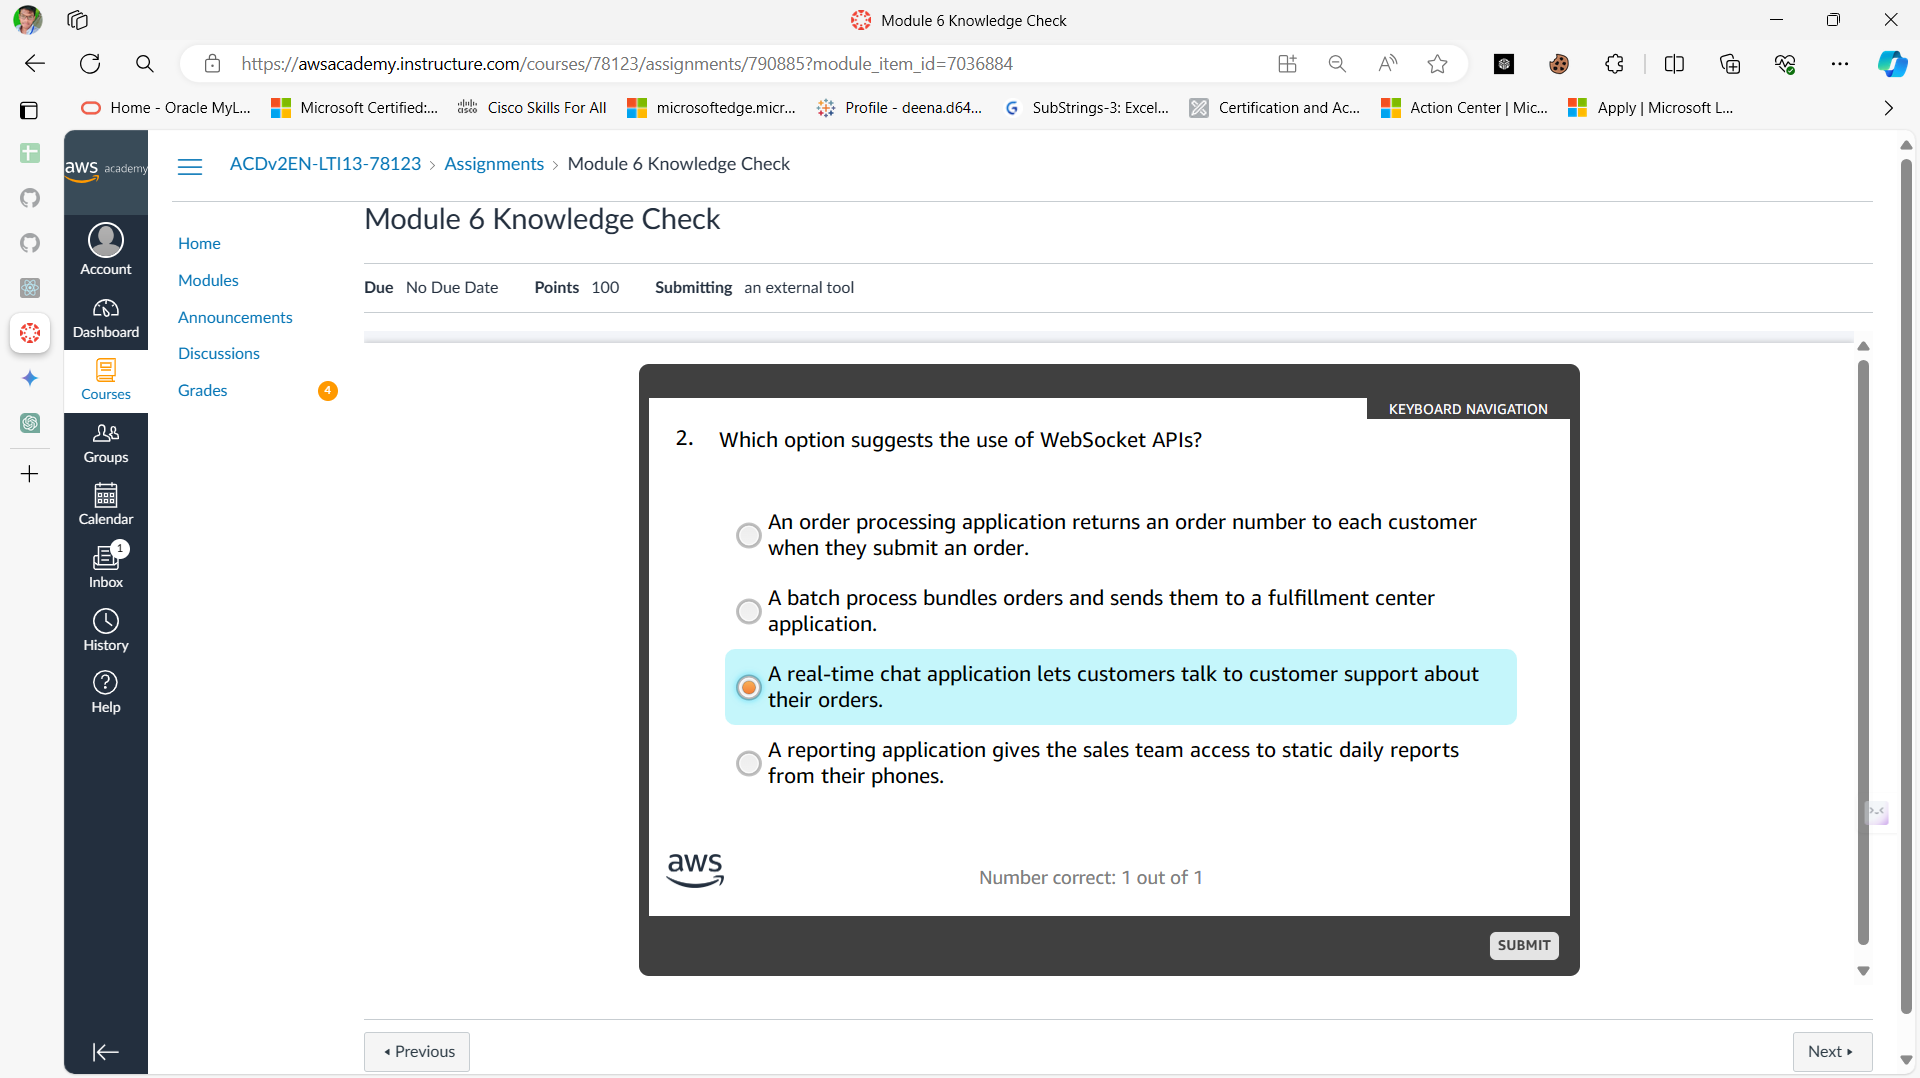 Module 6 Knowledge Check
https://awsacademy.instructure.com/courses/78123/assignments/790885?module_item_id=7036884
Home - Oracle MyL...
Microsoft Certified:...
Cisco Skills For All
microsoftedge.micr...
Profile - deena.d64...
SubStrings-3: Excel...
Certification and Ac...
Action Center | Mic...
Apply | Microsoft L...
aws academy
ACDv2EN-LTI13-78123 › Assignments › Module 6 Knowledge Check
Account
Dashboard
Courses
Groups
Calendar
1
Inbox
History
Help
Home
Modules
Announcements
Discussions
Grades 4
Module 6 Knowledge Check
Due No Due Date Points 100 Submitting an external tool
KEYBOARD NAVIGATION
2. Which option suggests the use of WebSocket APIs?
An order processing application returns an order number to each customer
when they submit an order.
A batch process bundles orders and sends them to a fulfillment center
application.
A real-time chat application lets customers talk to customer support about
their orders.
A reporting application gives the sales team access to static daily reports
from their phones.
aws
Number correct: 1 out of 1
SUBMIT
Previous
Next